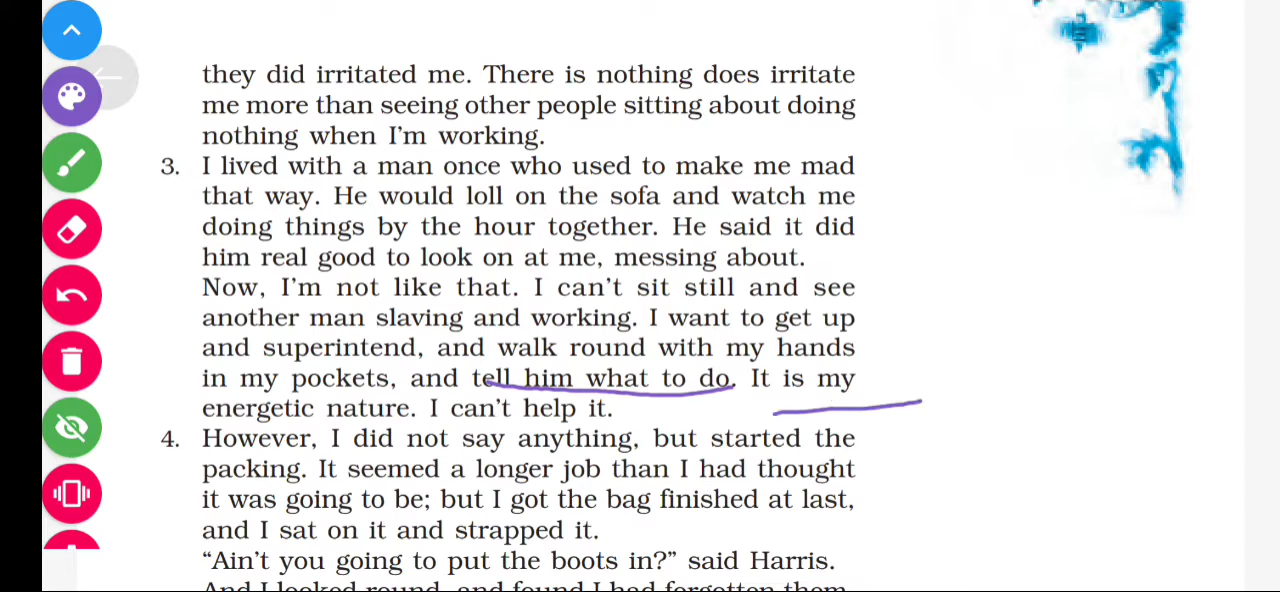 they did irritated me. There is nothing does irritate
me more than seeing other people sitting about doing
nothing when I'm working.
3. I lived with a man once who used to make me mad
that way. He would loll on the sofa and watch me
doing things by the hour together. He said it did
him real good to look on at me, messing about.
Now, I'm not like that. I can't sit still and see
another man slaving and working. I want to get up
and superintend, and walk round with my hands
in my pockets, and tell him what to do. It is my
energetic nature. I can't help it.
4. However, I did not say anything, but started the
packing. It seemed a longer job than I had thought
it was going to be; but I got the bag finished at last,
and I sat on it and strapped it.
“Ain't you going to put the boots in?” said Harris.
And I looked round, and found I had forgotten them.